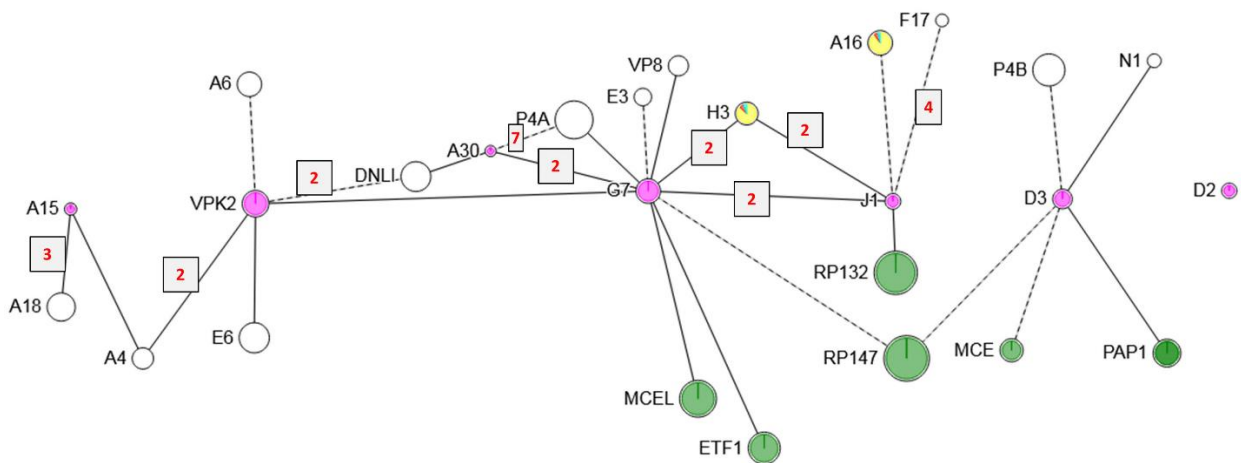 F17
A16
VP8
P4B
N1
A6
E3
H3
4
P4A
7
2
2
A30
DNLI
2
2
G7
2
J1
D3
D2
A15
VPK2
3
2
RP132
A18
E6
A4
RP147
MCE
PAP1
MCEL
ETF1